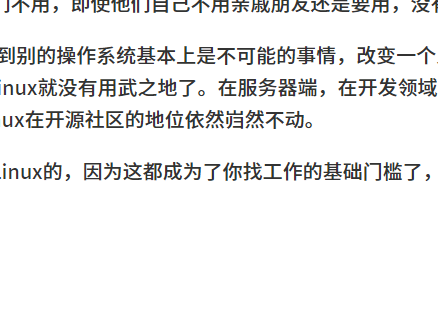 们不用，即使他们自己不用亲戚朋友还是要用，没有
到别的操作系统基本上是不可能的事情，改变一个
inux就没有用武之地了。在服务器端，在开发领域
ux在开源社区的地位依然岿然不动。
Linux的，因为这都成为了你找工作的基础门槛了，